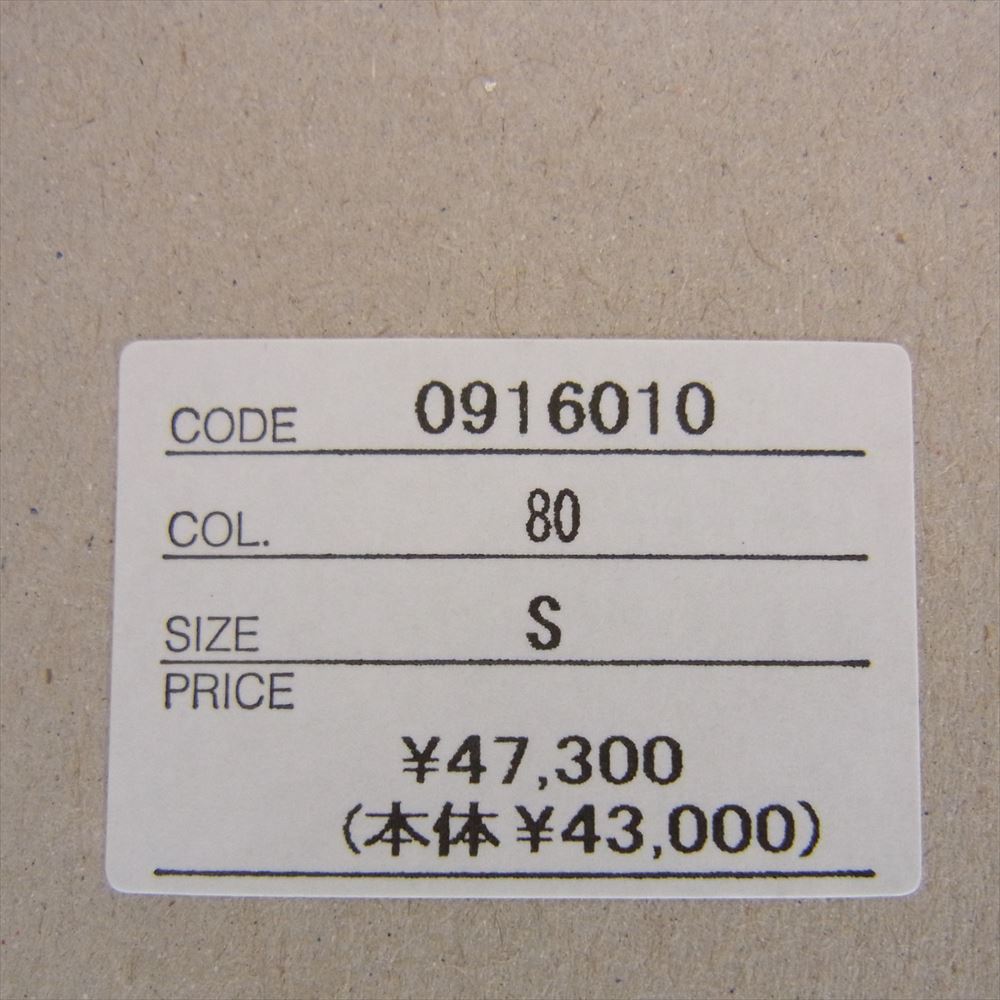 CODE 0916010
COL. 80
SIZE S
PRICE
¥47,300
(本体 ¥43,000)